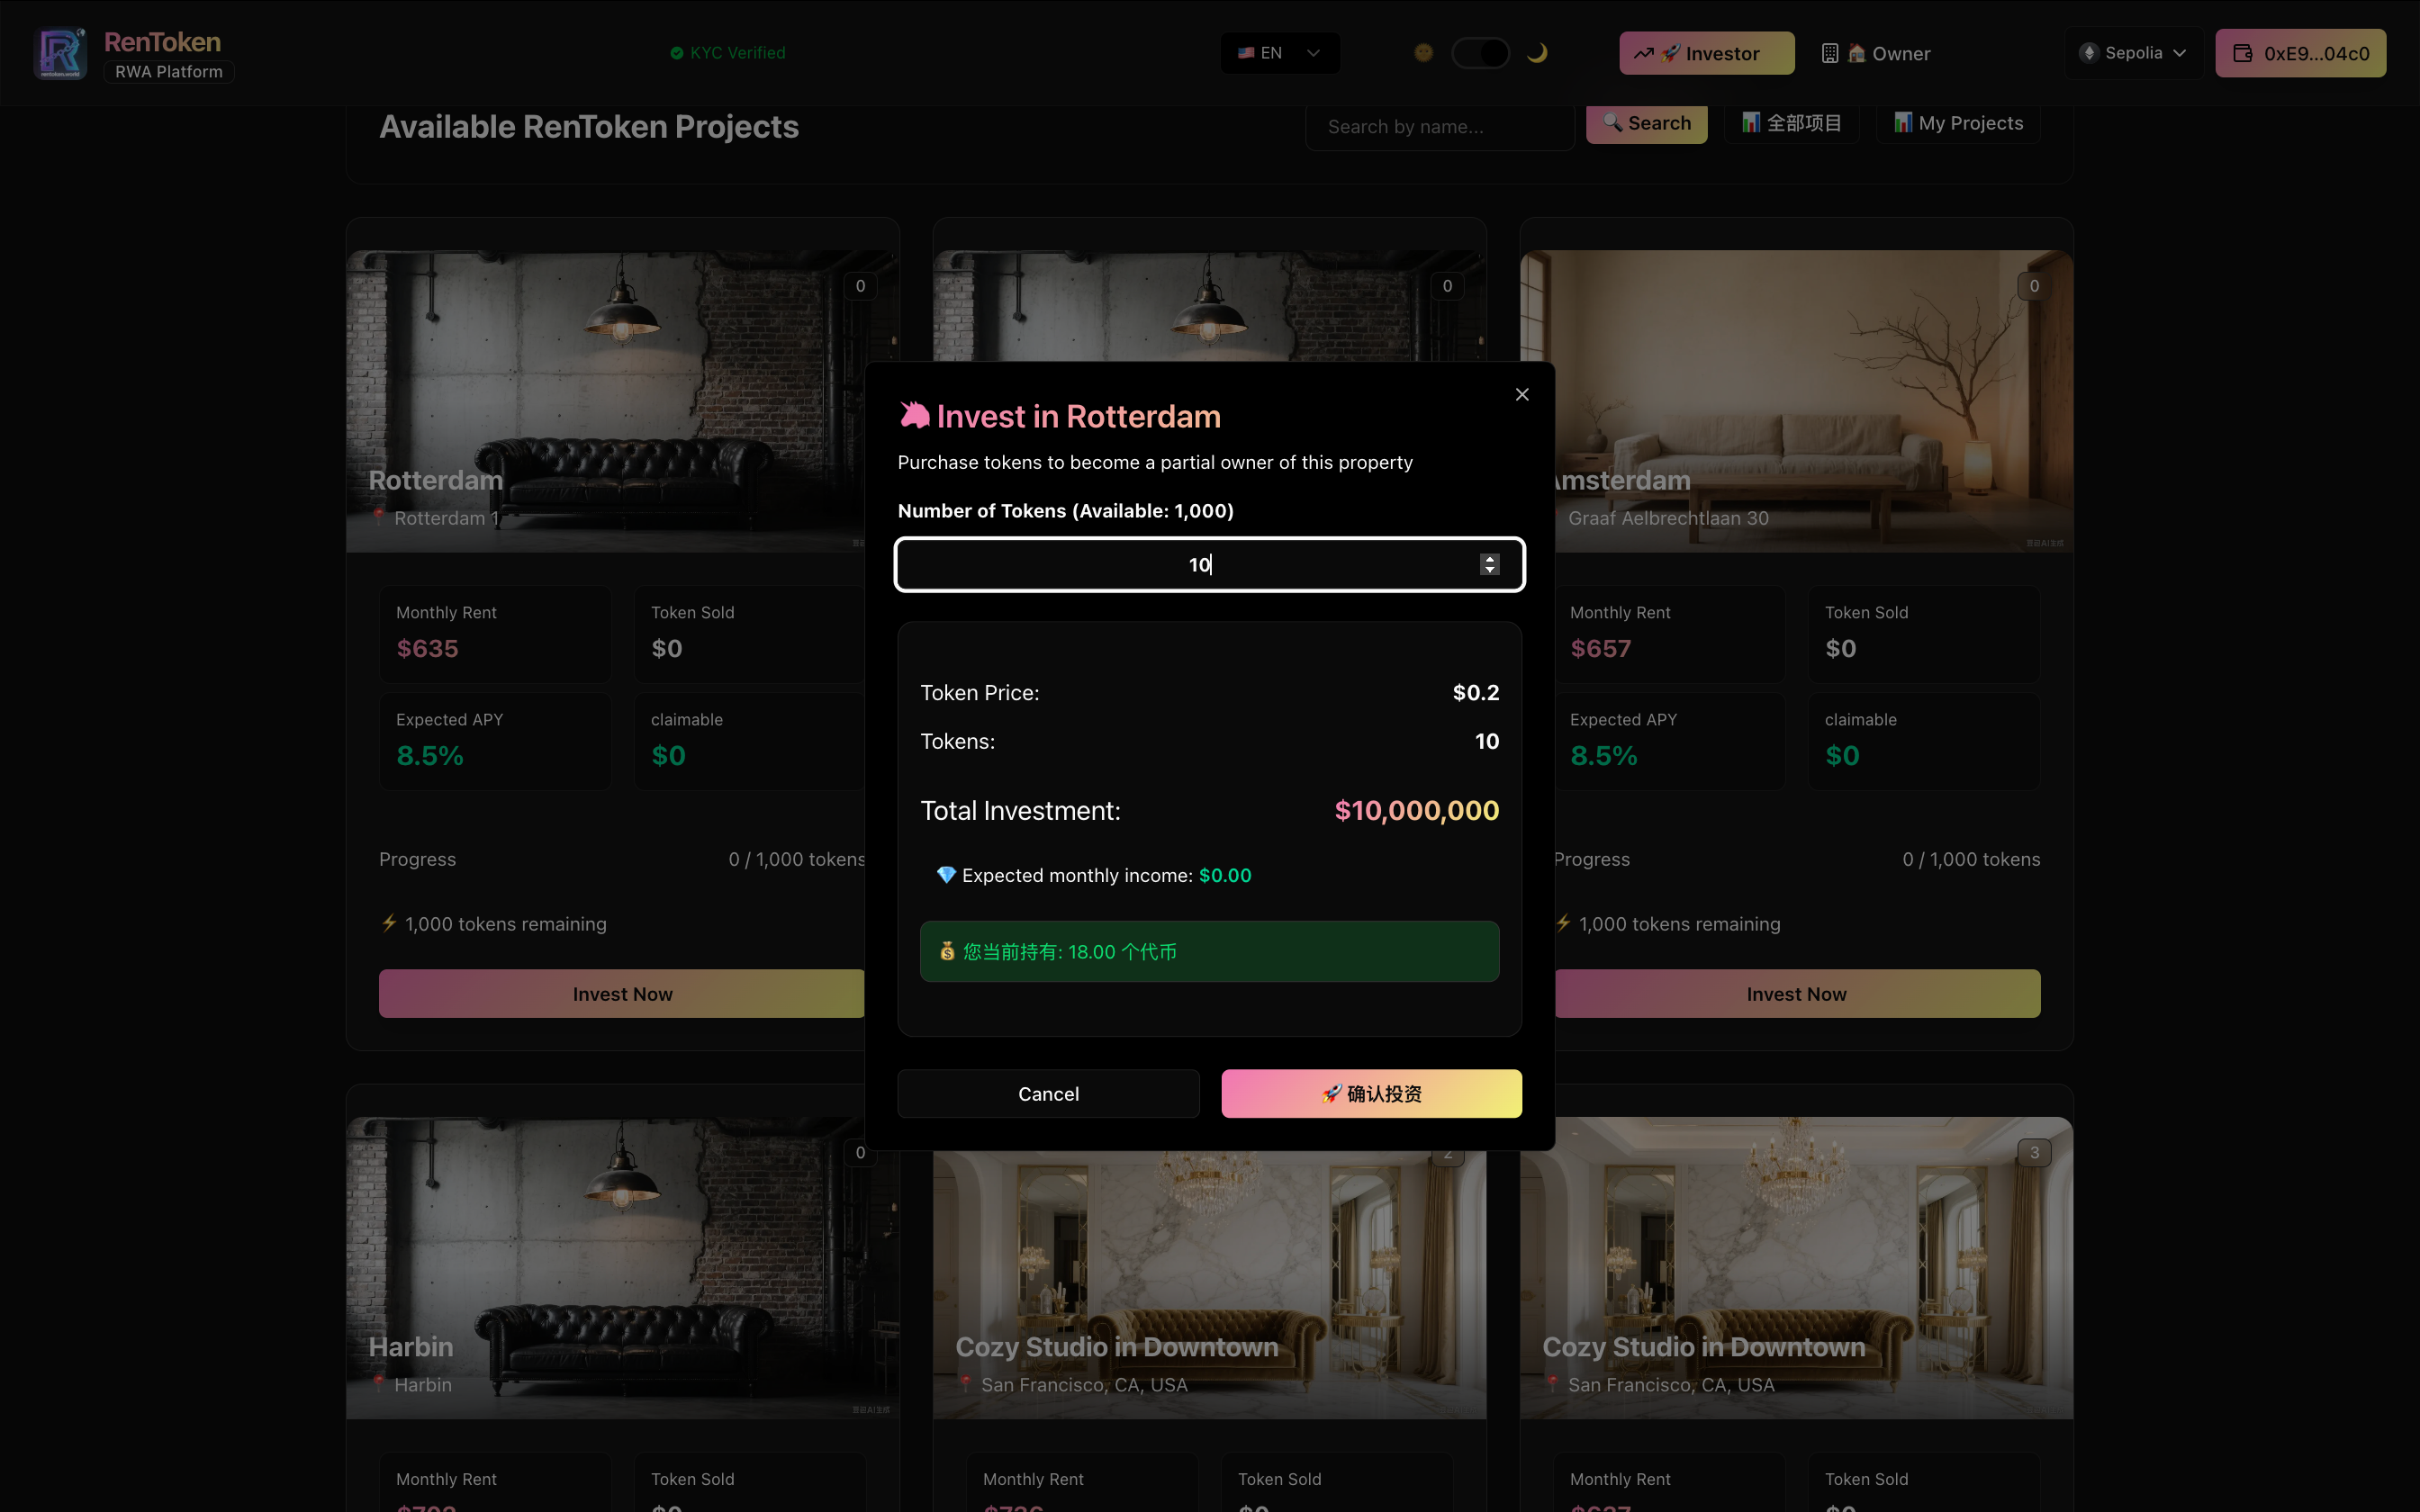 RenToken
RWA Platform
KYC Verified
EN
Investor
Owner
Sepolia
0xE9...04c0
Available RenToken Projects
Search by name...
Search
全部项目
My Projects
0
0
0
Rotterdam
Rotterdam 1
Amsterdam
Graaf Aelbrechtlaan 30
Monthly Rent
$635
Token Sold
$0
Expected APY
8.5%
claimable
$0
Progress
0 / 1,000 tokens
1,000 tokens remaining
Invest Now
Invest in Rotterdam
Purchase tokens to become a partial owner of this property
Number of Tokens (Available: 1,000)
10
Token Price:
$0.2
Tokens:
10
Total Investment:
$10,000,000
Expected monthly income: $0.00
您当前持有: 18.00 个代币
Cancel
确认投资
Monthly Rent
$657
Token Sold
$0
Expected APY
8.5%
claimable
$0
Progress
0 / 1,000 tokens
1,000 tokens remaining
Invest Now
0
2
3
Harbin
Harbin
Cozy Studio in Downtown
San Francisco, CA, USA
Cozy Studio in Downtown
San Francisco, CA, USA
Monthly Rent
Token Sold
Monthly Rent
Token Sold
Monthly Rent
Token Sold